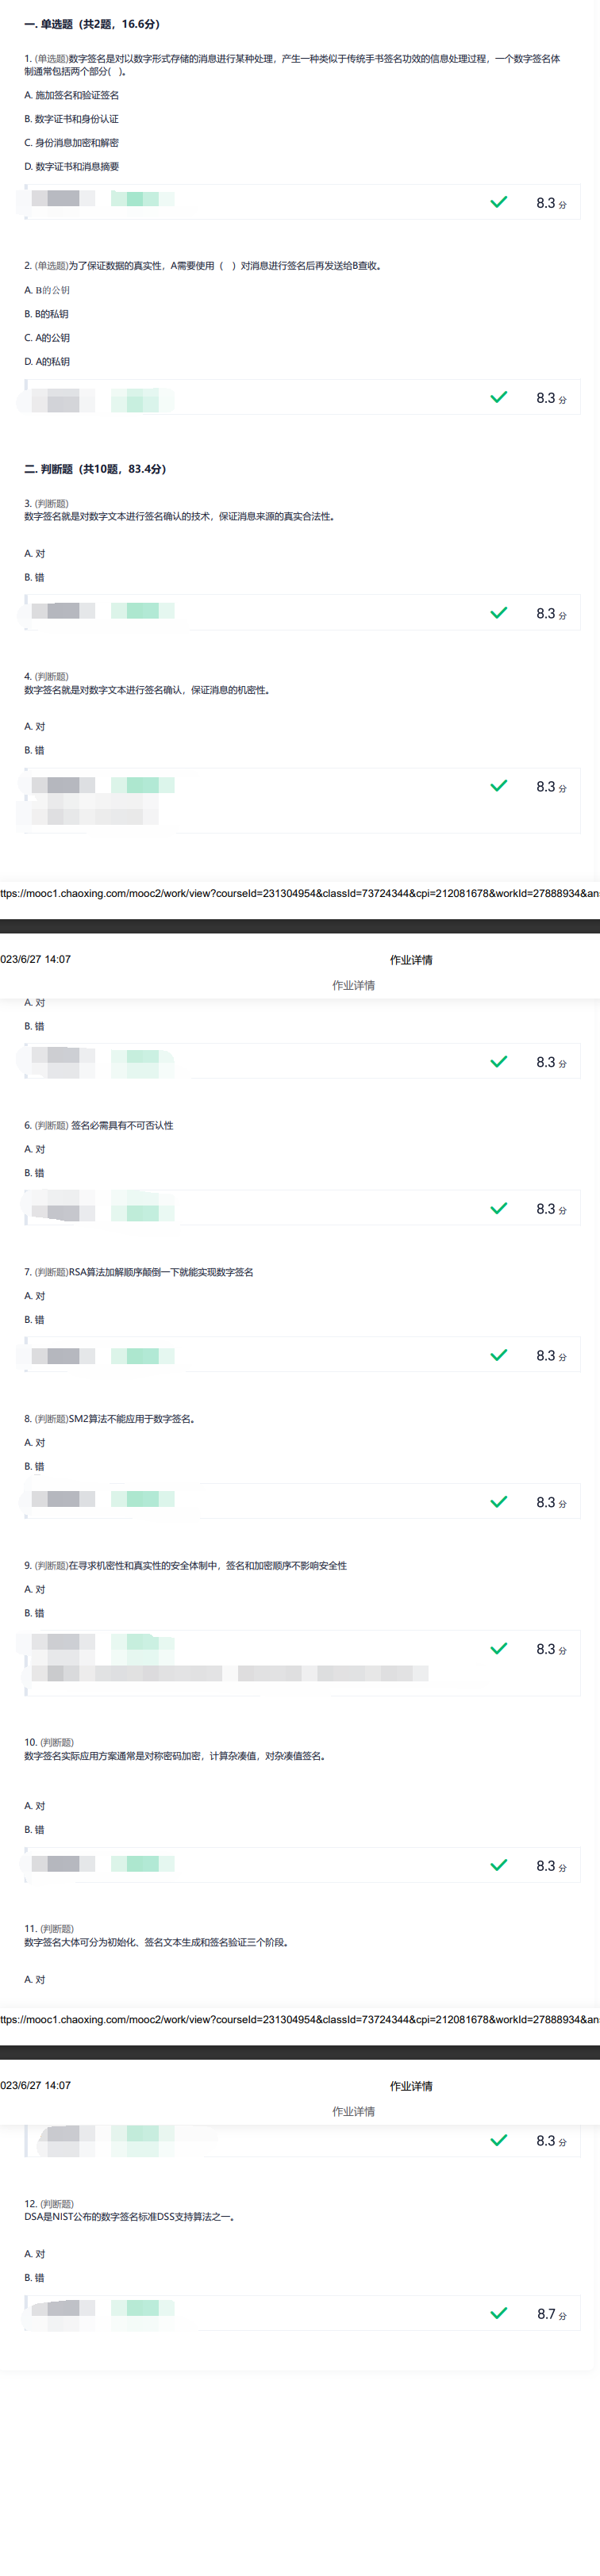 一. 单选题（共2题，16.6分）
1. (单选题)数字签名是对以数字形式存储的消息进行某种处理，产生一种类似于传统手书签名功效的信息处理过程，一个数字签名体
制通常包括两个部分(   )。
A. 施加签名和验证签名
B. 数字证书和身份认证
C. 身份消息加密和解密
D. 数字证书和消息摘要
8.3 分
2. (单选题)为了保证数据的真实性，A需要使用（   ）对消息进行签名后再发送给B查收。
A. B的公钥
B. B的私钥
C. A的公钥
D. A的私钥
8.3 分
二. 判断题（共10题，83.4分）
3. (判断题)
数字签名就是对数字文本进行签名确认的技术，保证消息来源的真实合法性。
A. 对
B. 错
8.3 分
4. (判断题)
数字签名就是对数字文本进行签名确认，保证消息的机密性。
A. 对
B. 错
8.3 分
ttps://mooc1.chaoxing.com/mooc2/work/view?courseId=231304954&classId=73724344&cpi=212081678&workId=27888934&an
023/6/27 14:07 作业详情
作业详情
A. 对
B. 错
8.3 分
6. (判断题) 签名必需具有不可否认性
A. 对
B. 错
8.3 分
7. (判断题)RSA算法加解顺序颠倒一下就能实现数字签名
A. 对
B. 错
8.3 分
8. (判断题)SM2算法不能应用于数字签名。
A. 对
B. 错
8.3 分
9. (判断题)在寻求机密性和真实性的安全体制中，签名和加密顺序不影响安全性
A. 对
B. 错
8.3 分
10. (判断题)
数字签名实际应用方案通常是对称密码加密，计算杂凑值，对杂凑值签名。
A. 对
B. 错
8.3 分
11. (判断题)
数字签名大体可分为初始化、签名文本生成和签名验证三个阶段。
A. 对
ttps://mooc1.chaoxing.com/mooc2/work/view?courseId=231304954&classId=73724344&cpi=212081678&workId=27888934&an
023/6/27 14:07 作业详情
作业详情
8.3 分
12. (判断题)
DSA是NIST公布的数字签名标准DSS支持算法之一。
A. 对
B. 错
8.7 分